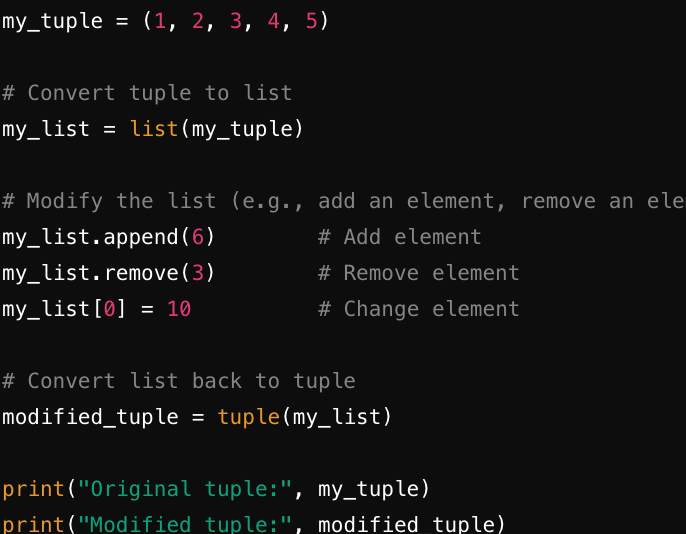 my_tuple = (1, 2, 3, 4, 5)
# Convert tuple to list
my_list = list(my_tuple)
# Modify the list (e.g., add an element, remove an ele
my_list.append(6)        # Add element
my_list.remove(3)        # Remove element
my_list[0] = 10          # Change element
# Convert list back to tuple
modified_tuple = tuple(my_list)
print("Original tuple:", my_tuple)
print("Modified tuple:", modified_tuple)